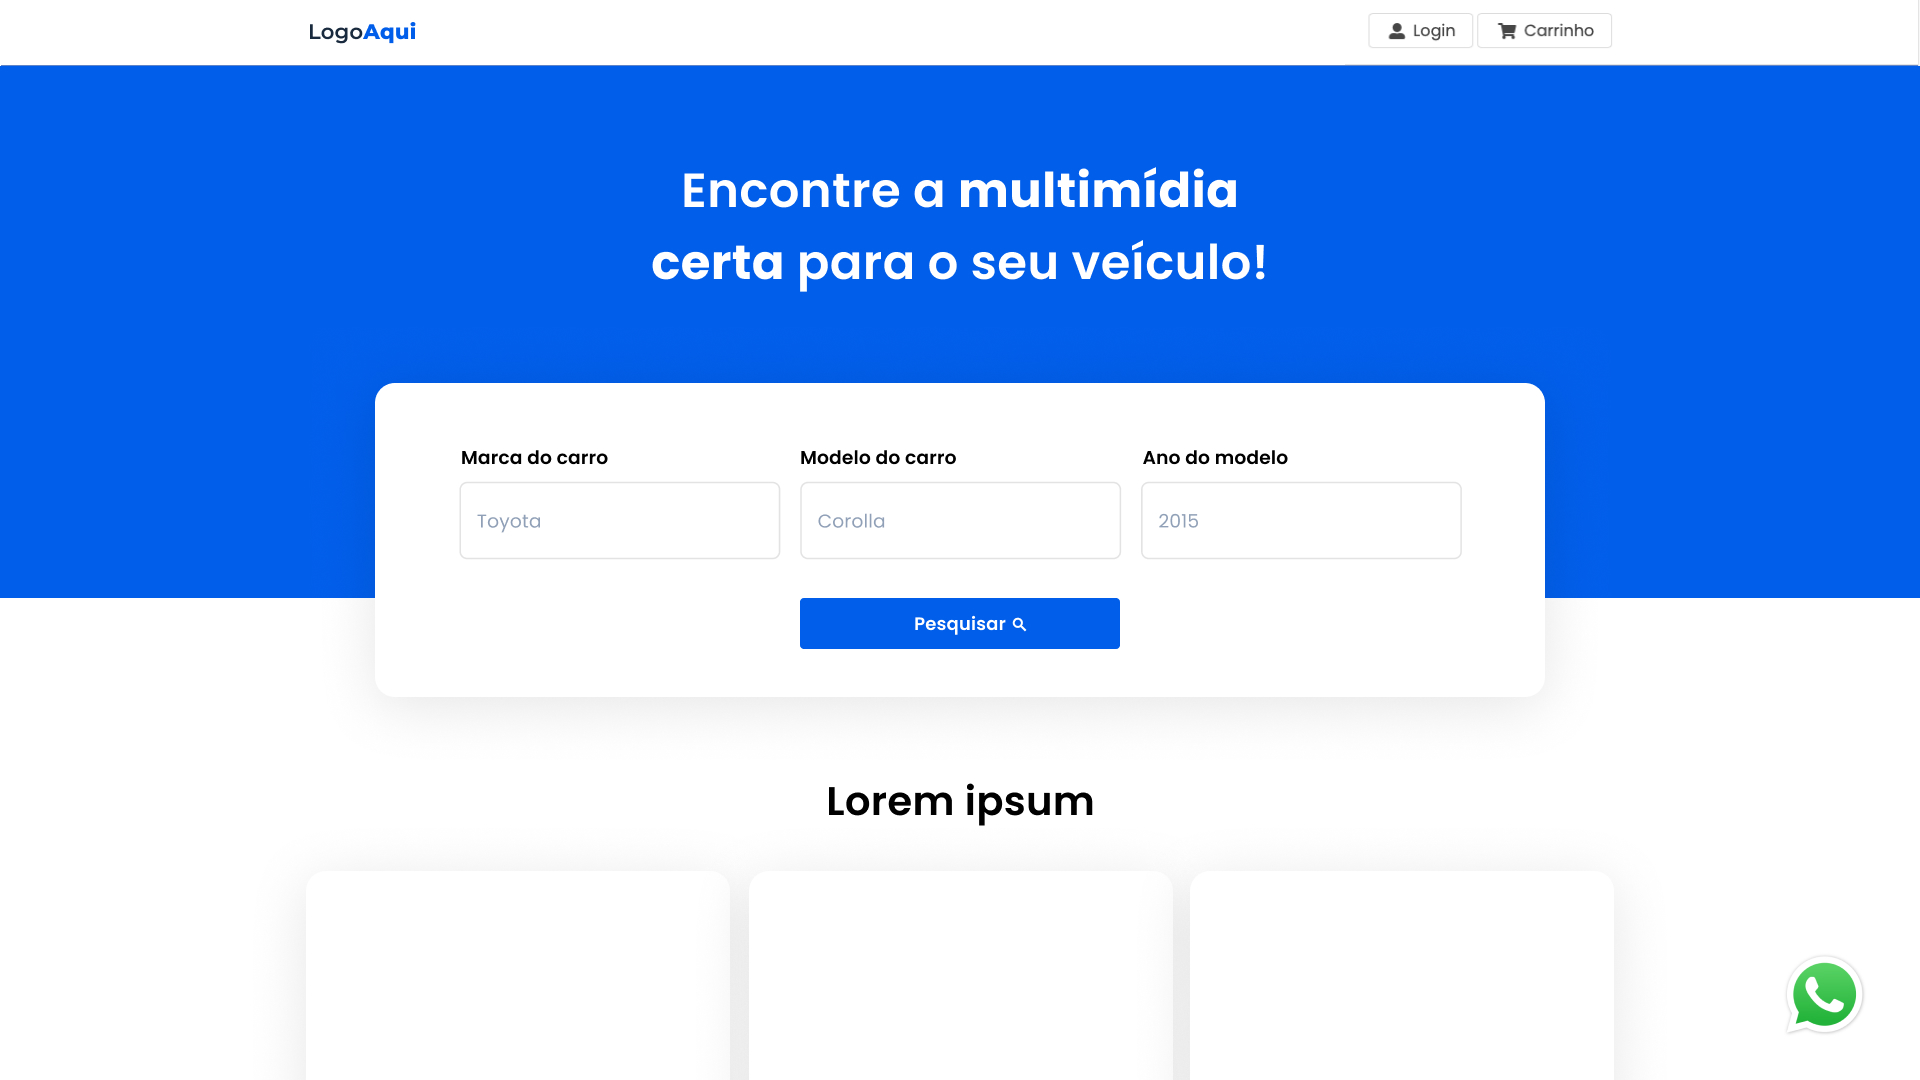 LogoAqui
Login
Carrinho
Encontre a multimídia
certa para o seu veículo!
Marca do carro
Modelo do carro
Ano do modelo
Toyota
Corolla
2015
Pesquisar
Lorem ipsum